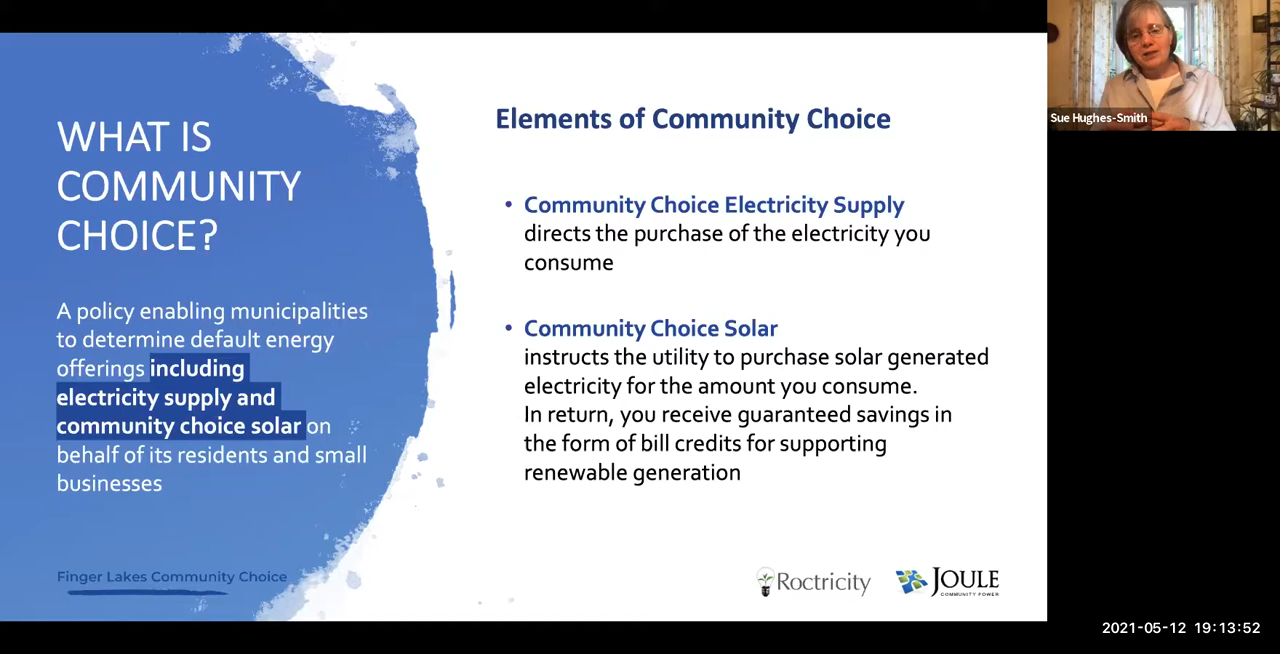 WHAT IS
COMMUNITY
CHOICE?
A policy enabling municipalities
to determine default energy
offerings including
electricity supply and
community choice solar on
behalf of its residents and small
businesses
Finger Lakes Community Choice
Elements of Community Choice
• Community Choice Electricity Supply
directs the purchase of the electricity you
consume
• Community Choice Solar
instructs the utility to purchase solar generated
electricity for the amount you consume.
In return, you receive guaranteed savings in
the form of bill credits for supporting
renewable generation
Roctricity
JOULE
COMMUNITY POWER
Sue Hughes-Smith
2021-05-12 19:13:52